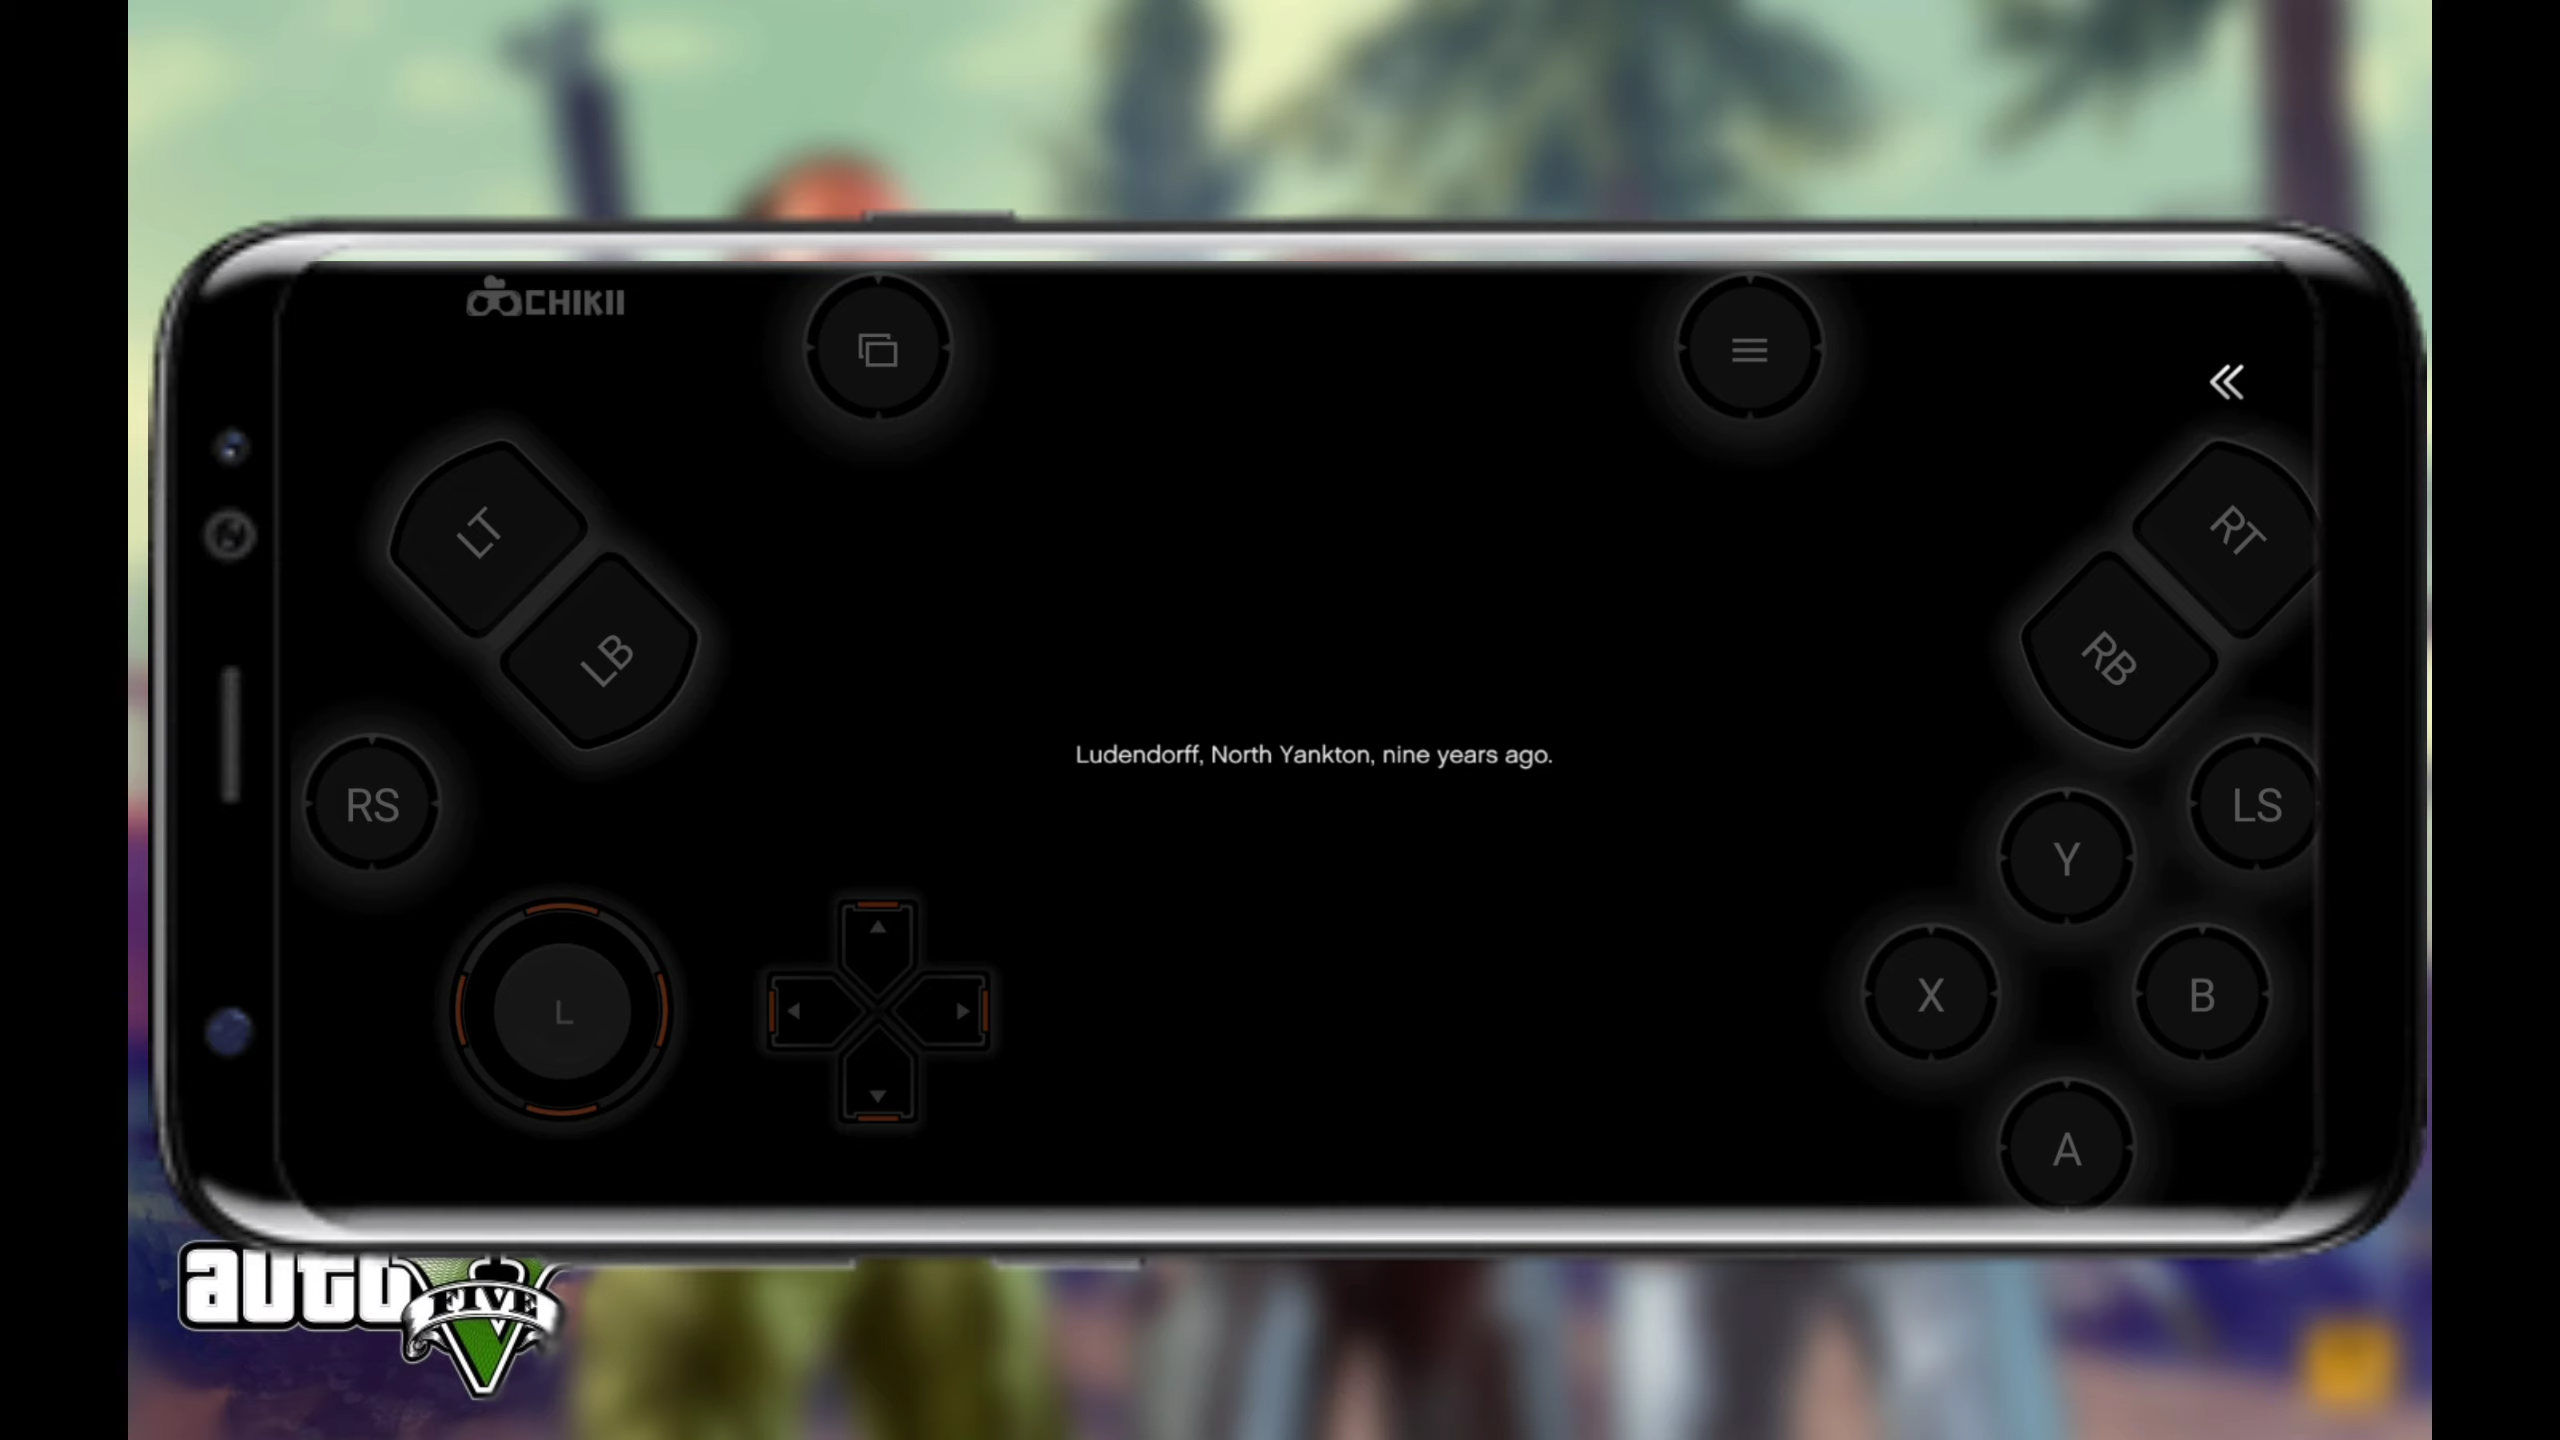 CHIKII
LT
RT
LB
RB
Ludendorff, North Yankton, nine years ago.
RS
LS
Y
X
B
L
A
auto
FIVE